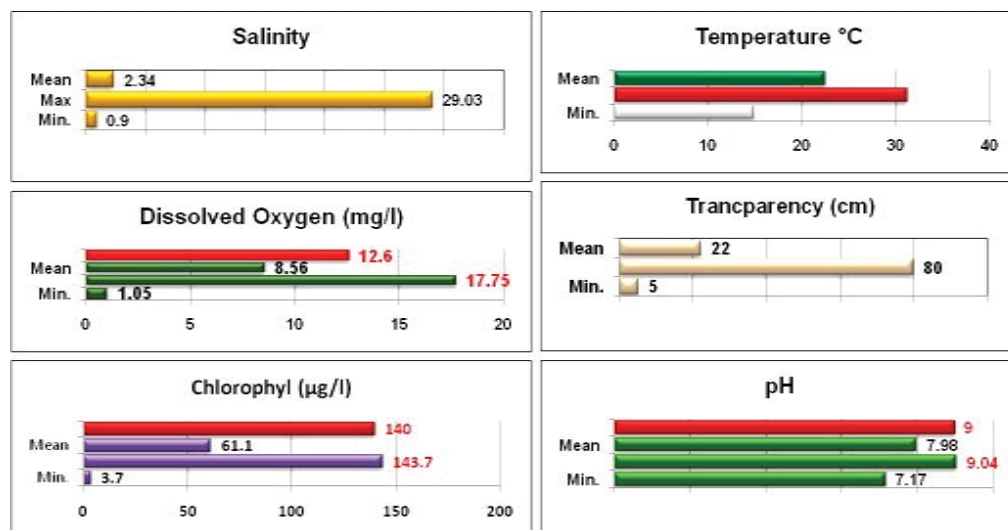 Salinity
Mean 2.34
Max 29.03
Min. 0.9
Temperature °C
Mean
Min.
0 10 20 30 40
Dissolved Oxygen (mg/l)
12.6
Mean 8.56
17.75
Min. 1.05
0 5 10 15 20
Trancparency (cm)
Mean 22
80
Min. 5
Chlorophyl (µg/l)
140
Mean 61.1
143.7
Min. 3.7
0 50 100 150 200
pH
9
Mean 7.98
9.04
Min. 7.17